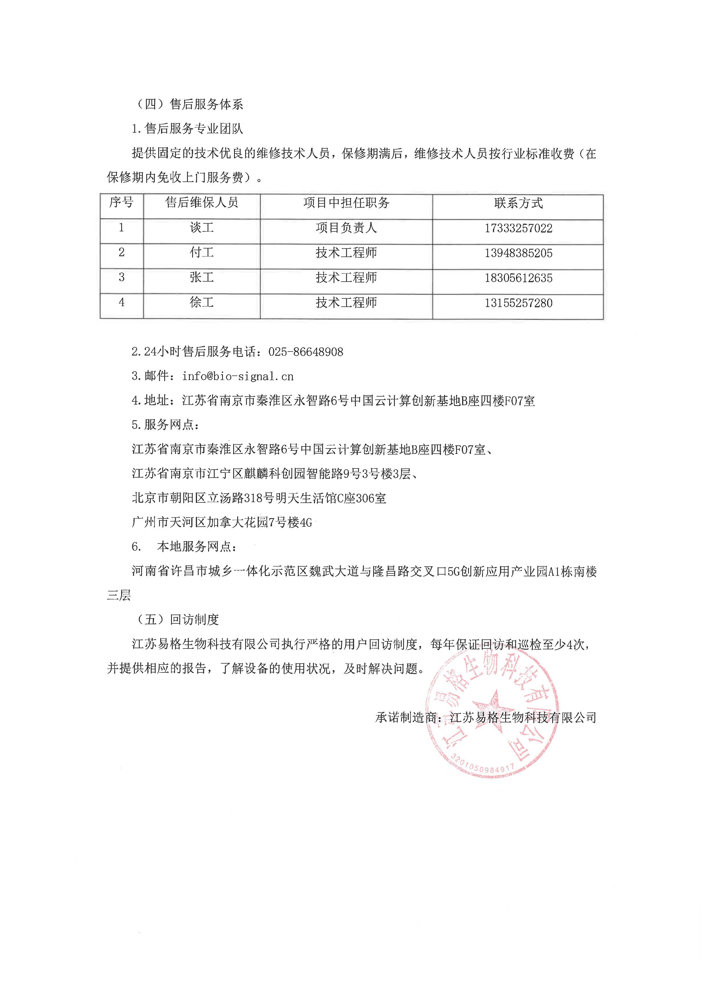 （四）售后服务体系
1.售后服务专业团队
提供固定的技术优良的维修技术人员，保修期满后，维修技术人员按行业标准收费（在
保修期内免收上门服务费）。
序号 售后维保人员 项目中担任职务 联系方式
1 谈工 项目负责人 17333257022
2 付工 技术工程师 13948385205
3 张工 技术工程师 18305612635
4 徐工 技术工程师 13155257280
2.24小时售后服务电话：025-86648908
3.邮件：info@bio-signal.cn
4.地址：江苏省南京市秦淮区永智路6号中国云计算创新基地B座四楼F07室
5.服务网点：
江苏省南京市秦淮区永智路6号中国云计算创新基地B座四楼F07室、
江苏省南京市江宁区麒麟科创园智能路9号3号楼3层、
北京市朝阳区立汤路318号明天生活馆C座306室
广州市天河区加拿大花园7号楼4G
6. 本地服务网点：
河南省许昌市城乡一体化示范区魏武大道与隆昌路交叉口5G创新应用产业园A1栋南楼
三层
（五）回访制度
江苏易格生物科技有限公司执行严格的用户回访制度，每年保证回访和巡检至少4次，
并提供相应的报告，了解设备的使用状况，及时解决问题。
承诺制造商：江苏易格生物科技有限公司
江苏易格生物科技有限公司
3201050984917